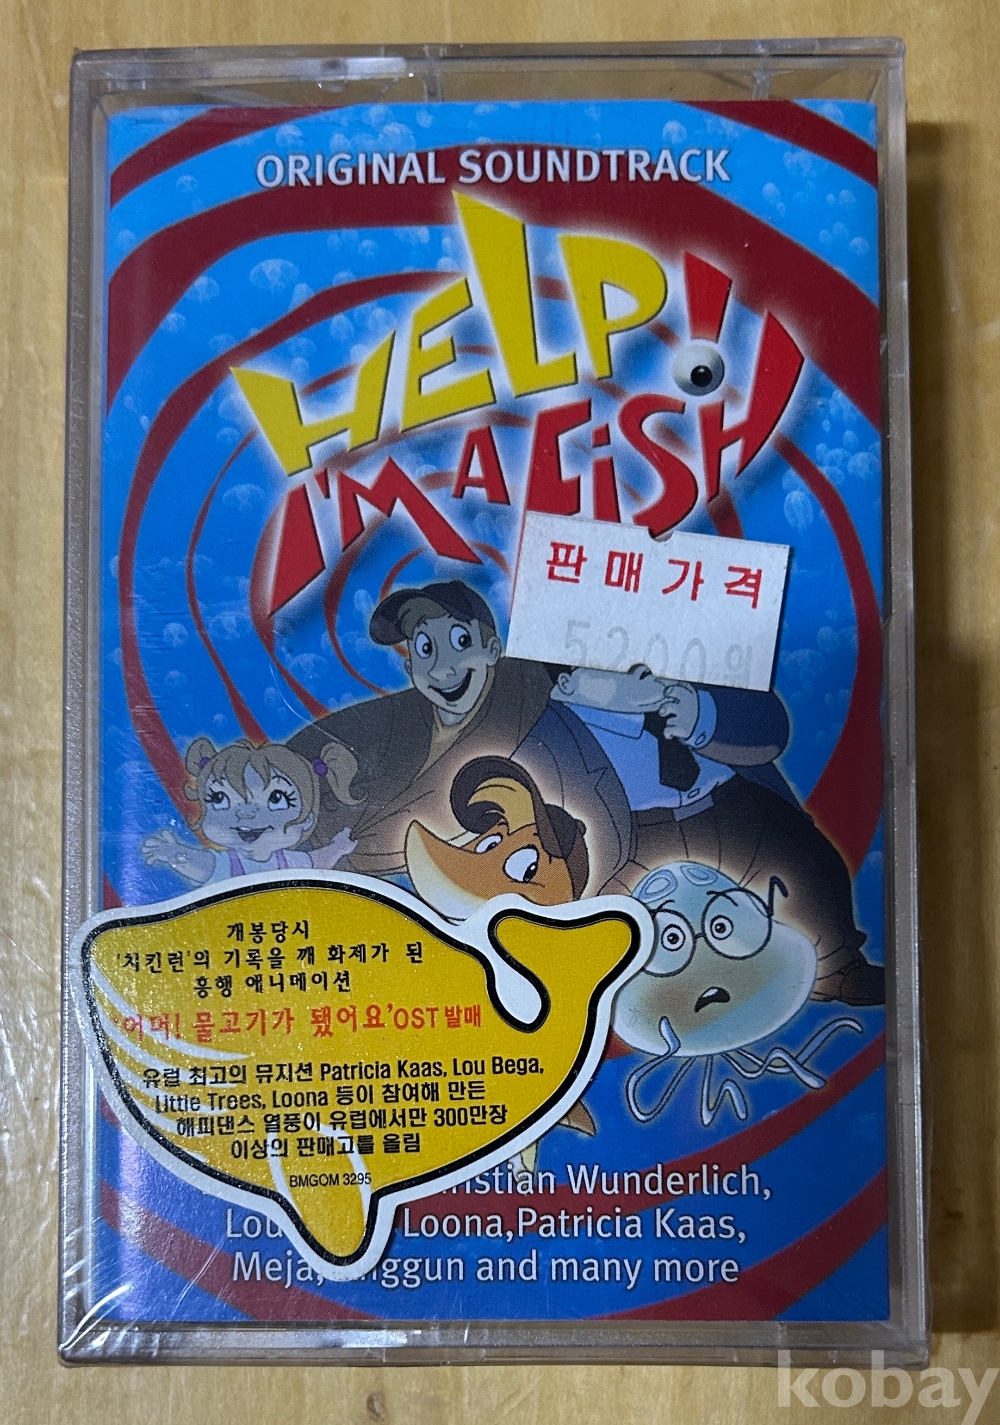 ORIGINAL SOUNDTRACK
HELP!
I'M A FiSH
판매가격
5200원
개봉당시
'치킨런'의 기록을 깨 화제가 된
흥행 애니메이션
'어머! 물고기가 됐어요'OST 발매
유럽 최고의 뮤지션 Patricia Kaas, Lou Bega,
Little Trees, Loona 등이 참여해 만든
해피댄스 열풍이 유럽에서만 300만장
이상의 판매고를 올림
BMGOM 3295
Wunderlich,
Loona,Patricia Kaas,
Meja, and many more
kobay